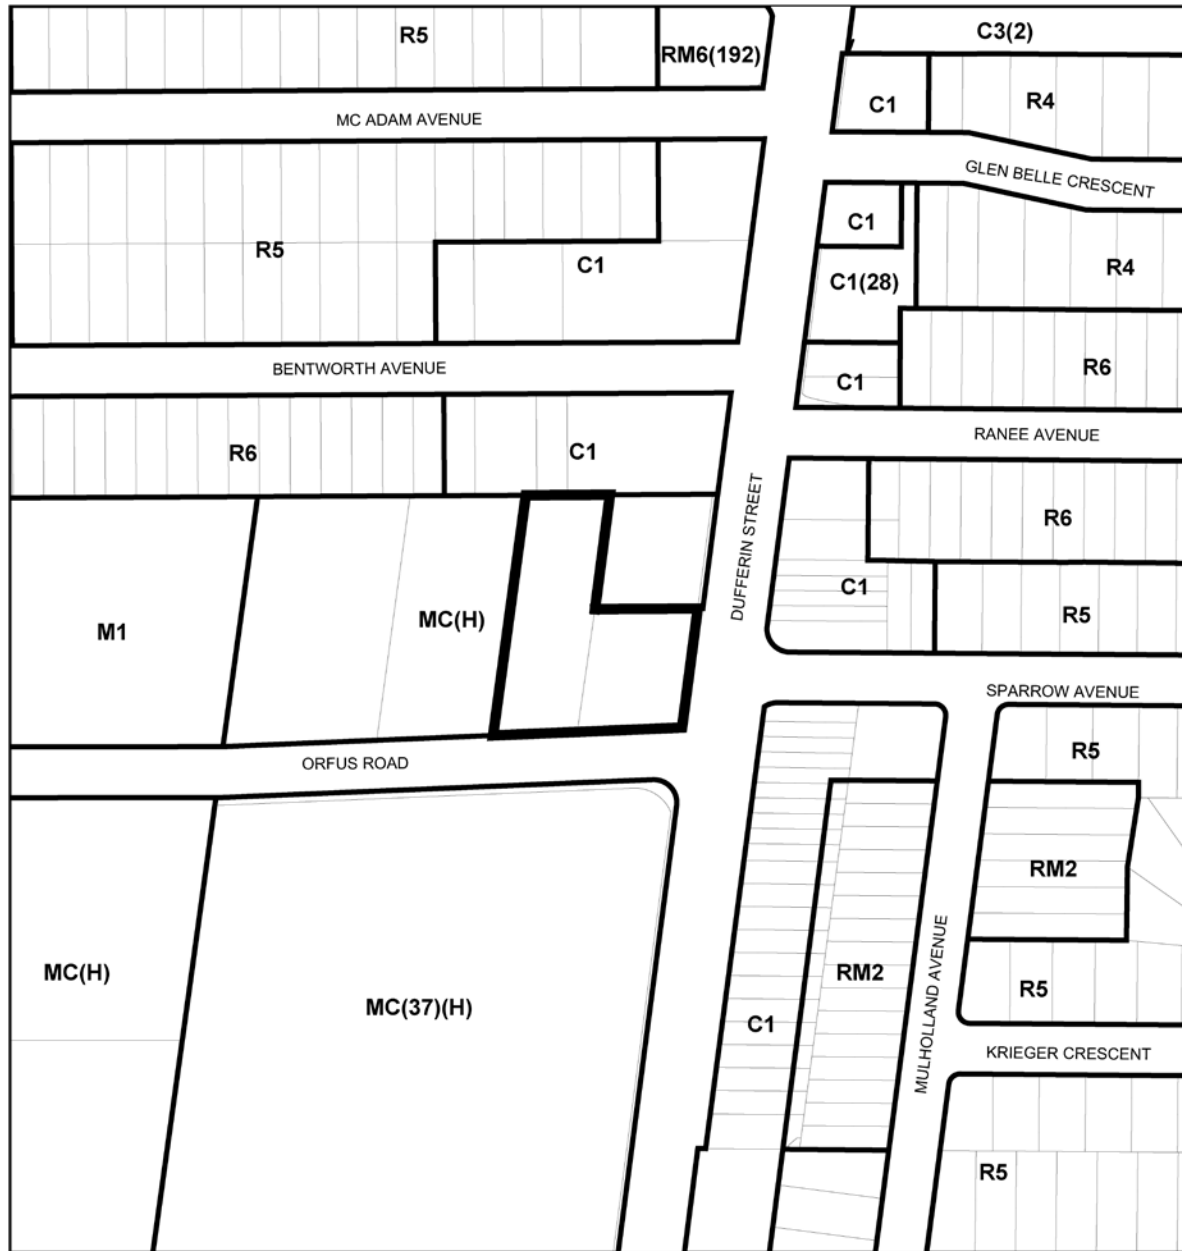 R5
RM6(192)
C3(2)
C1
R4
MC ADAM AVENUE
GLEN BELLE CRESCENT
C1
R5
C1
C1(28)
R4
BENTWORTH AVENUE
C1
R6
R6
C1
RANEE AVENUE
DUFFERIN STREET
R6
M1
MC(H)
C1
R5
SPARROW AVENUE
ORFUS ROAD
R5
RM2
MC(H)
MC(37)(H)
RM2
C1
MULHOLLAND AVENUE
R5
KRIEGER CRESCENT
R5